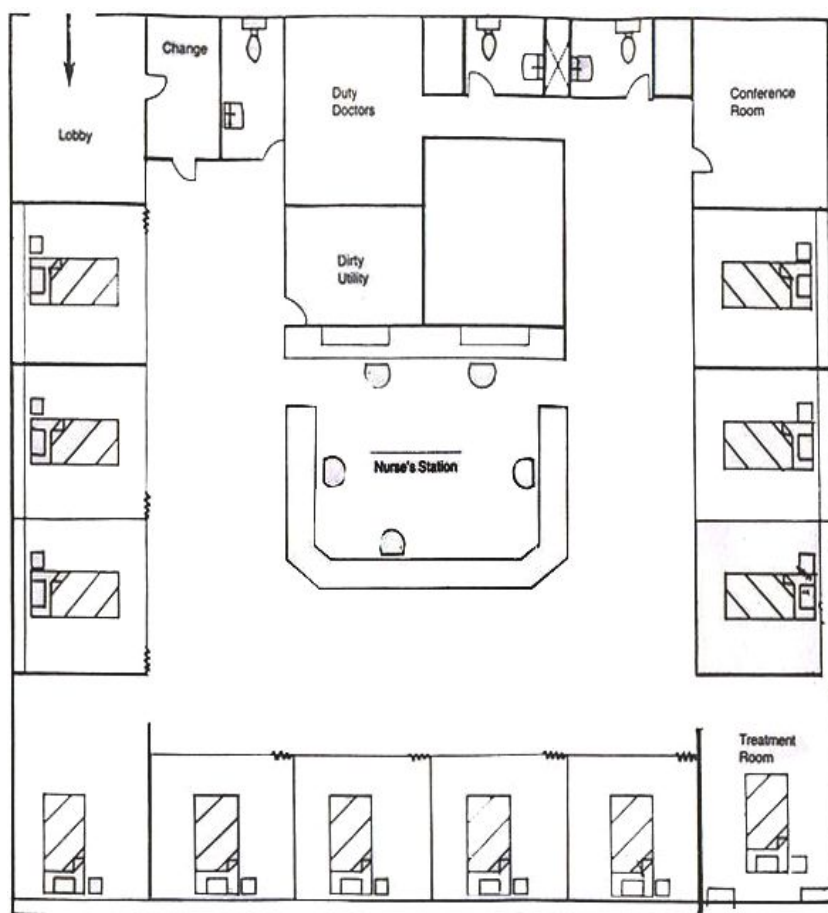 Change
Lobby
Duty
Doctors
Conference
Room
Dirty
Utility
Nurse's Station
Treatment
Room